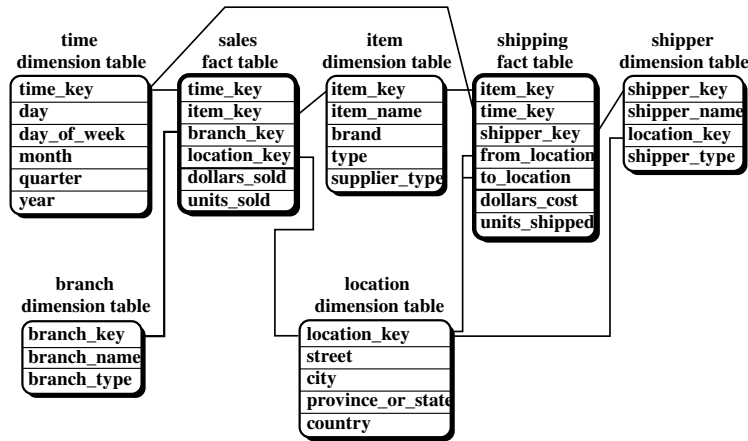 time
dimension table
time_key
day
day_of_week
month
quarter
year
sales
fact table
time_key
item_key
branch_key
location_key
dollars_sold
units_sold
item
dimension table
item_key
item_name
brand
type
supplier_type
shipping
fact table
item_key
time_key
shipper_key
from_location
to_location
dollars_cost
units_shipped
shipper
dimension table
shipper_key
shipper_name
location_key
shipper_type
branch
dimension table
branch_key
branch_name
branch_type
location
dimension table
location_key
street
city
province_or_state
country